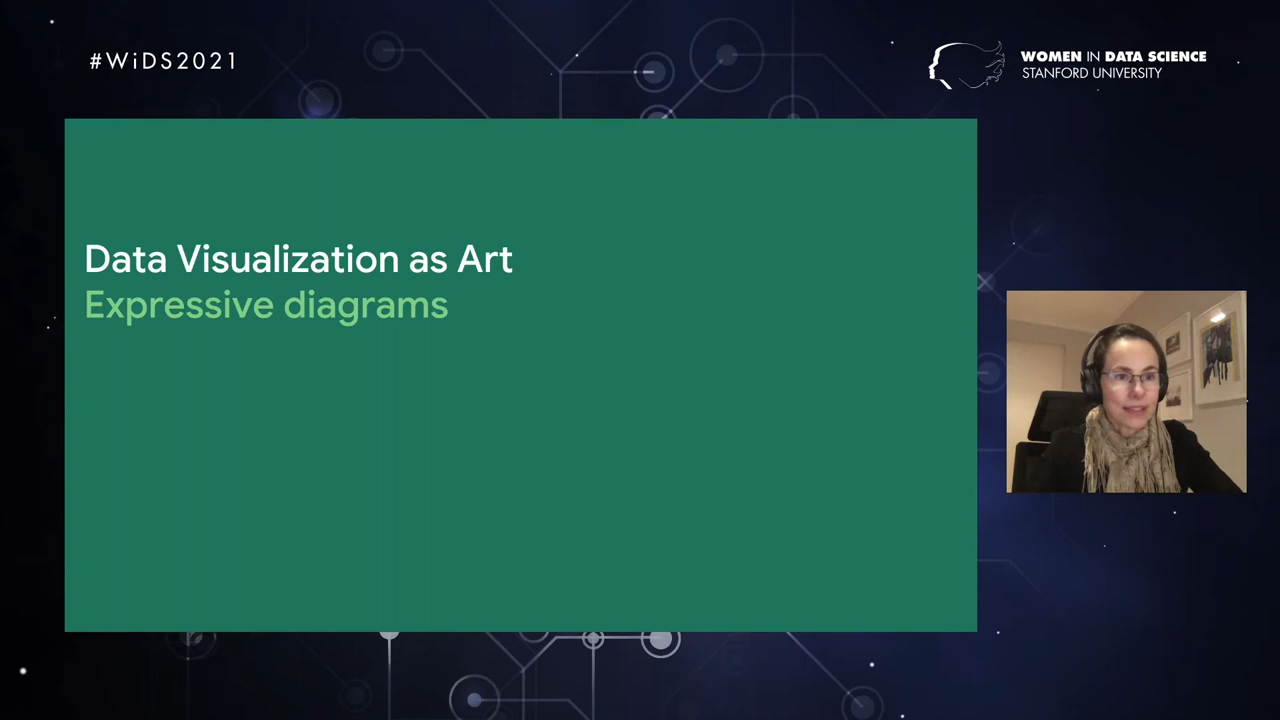 #WiDS2021
WOMEN IN DATA SCIENCE
STANFORD UNIVERSITY
Data Visualization as Art
Expressive diagrams